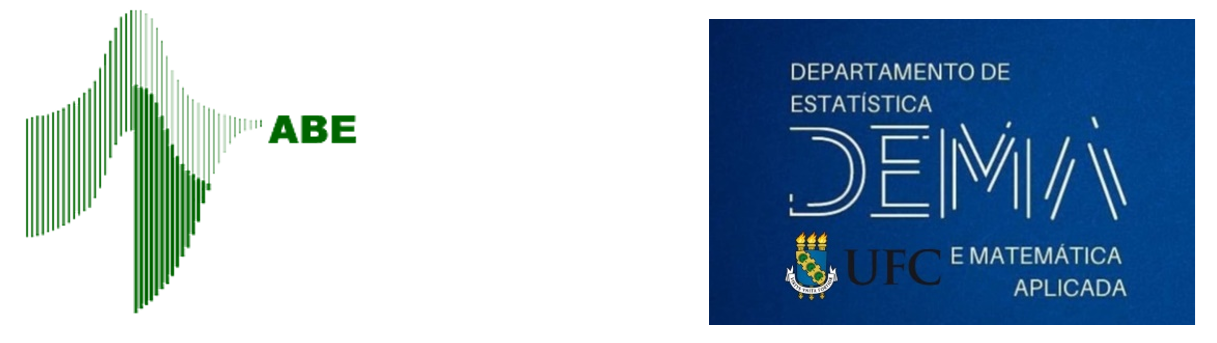 ABE
DEPARTAMENTO DE
ESTATÍSTICA
DEMA
UFC
E MATEMÁTICA
APLICADA